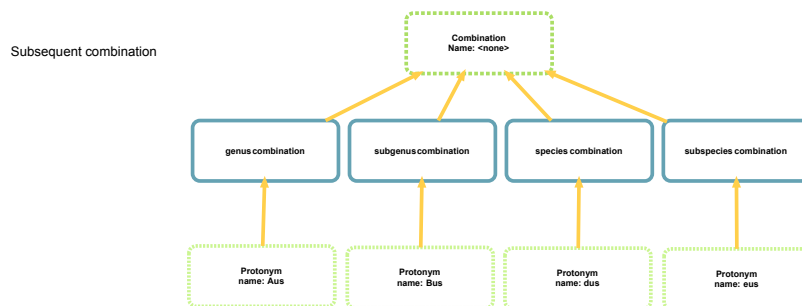 Combination
Name: <none>
Subsequent combination
genus combination
subgenus combination
species combination
subspecies combination
Protonym
name: Aus
Protonym
name: Bus
Protonym
name: dus
Protonym
name: eus